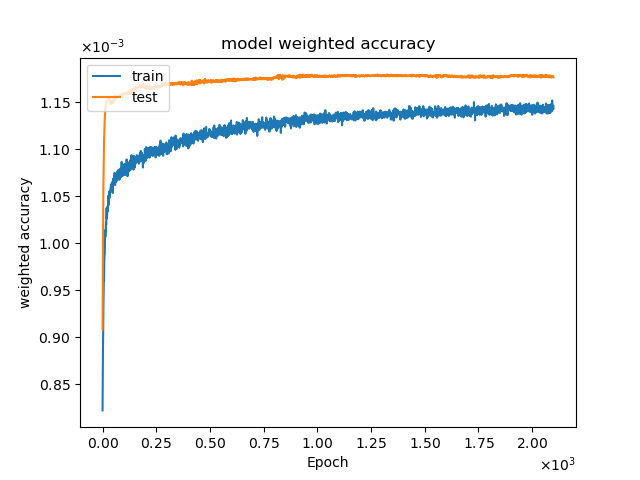 ×10⁻³
model weighted accuracy
train
test
1.15
1.10
1.05
1.00
0.95
0.90
0.85
weighted accuracy
0.00 0.25 0.50 0.75 1.00 1.25 1.50 1.75 2.00
Epoch
×10³